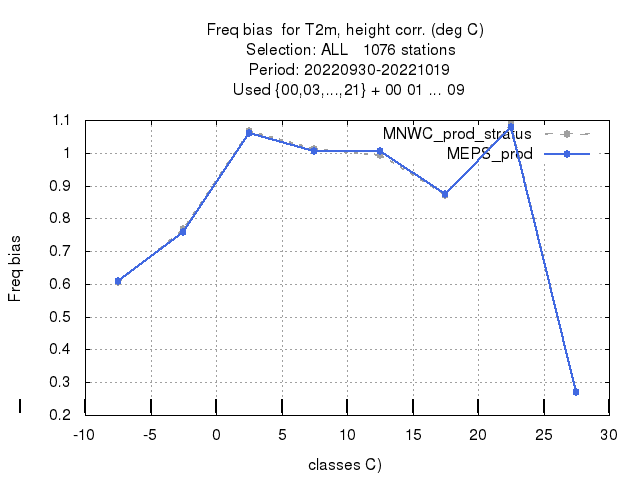 Freq bias  for T2m, height corr. (deg C)
Selection: ALL   1076 stations
Period: 20220930-20221019
Used {00,03,...,21} + 00 01 ... 09
MNWC_prod_stratus
MEPS_prod
1.1
1
0.9
0.8
0.7
0.6
0.5
0.4
0.3
0.2
Freq bias
-10 -5 0 5 10 15 20 25 30
classes C)